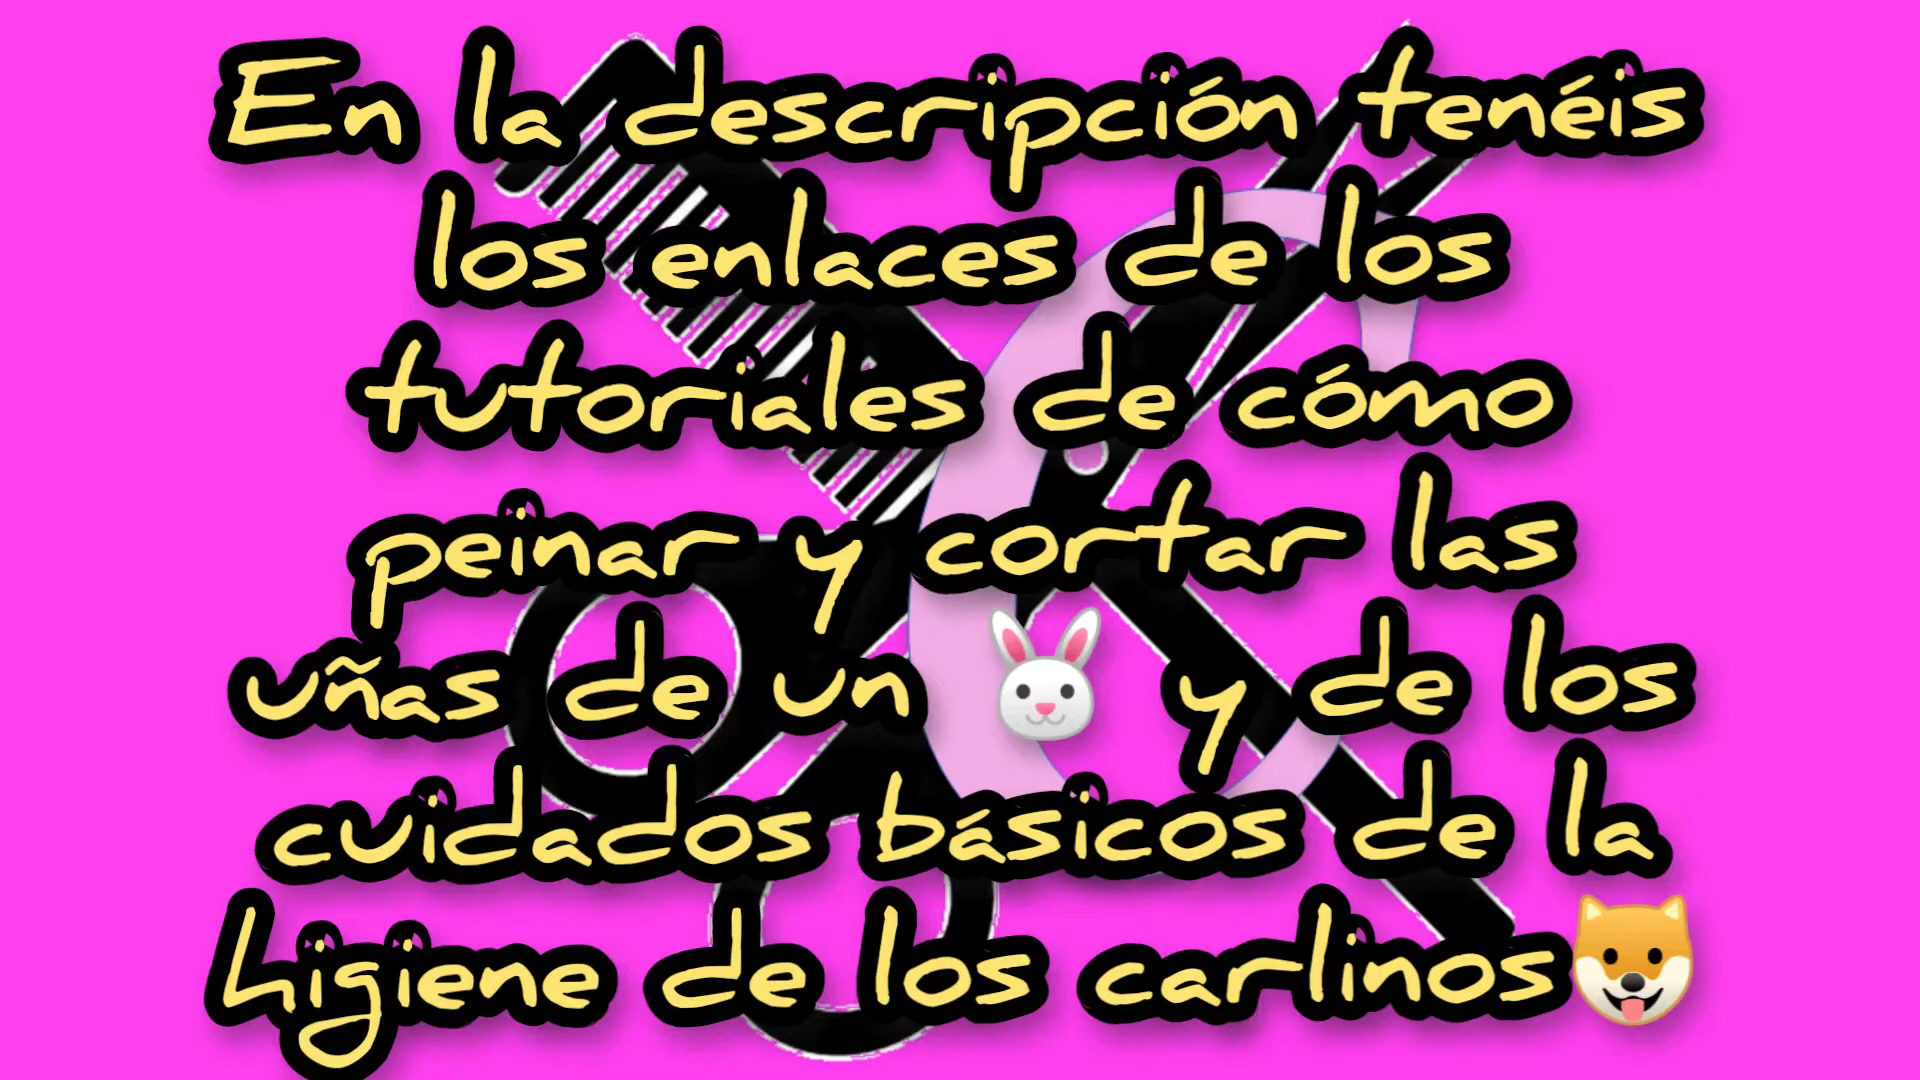 En la descripción tenéis
los enlaces de los
tutoriales de cómo
peinar y cortar las
uñas de un 🐰 y de los
cuidados básicos de la
higiene de los carlinos🐶